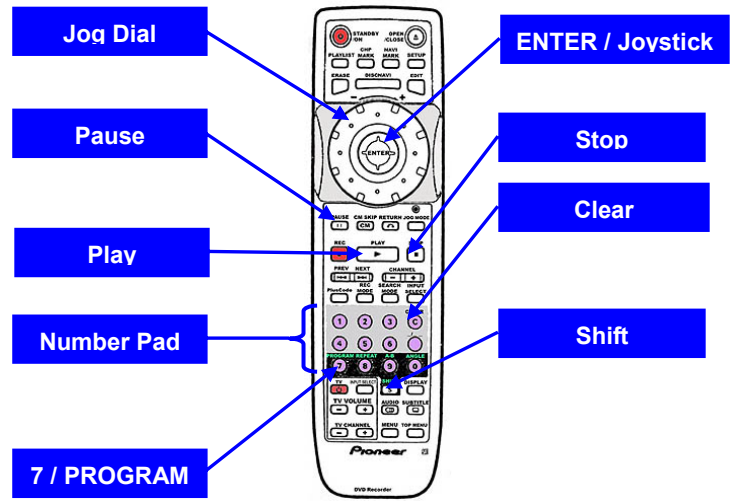 Jog Dial
ENTER / Joystick
Pause
Stop
Clear
Play
Number Pad
Shift
7 / PROGRAM
STANDBY /ON
OPEN /CLOSE
PLAYLIST
CHP MARK
NAVI MARK
SETUP
ERASE
DISCNAVI
EDIT
− +
ENTER
PAUSE
CM SKIP
RETURN
JOG MODE
CM
REC
PLAY
PREV
NEXT
CHANNEL
− +
PlusCode
REC MODE
SEARCH MODE
INPUT SELECT
1 2 3 C
4 5 6
PROGRAM REPEAT A-B ANGLE
7 8 9 0
TV
INPUT SELECT
DISPLAY
TV VOLUME
AUDIO
SUBTITLE
− +
TV CHANNEL
MENU
TOP MENU
− +
Pioneer
DVD Recorder